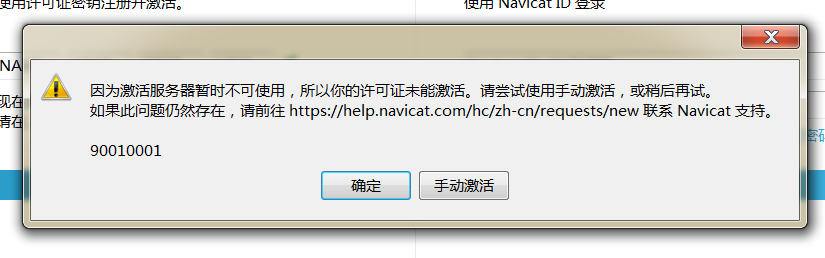 使用许可证密钥注册并激活。
使用 Navicat ID 登录
NA
因为激活服务器暂时不可使用，所以你的许可证未能激活。请尝试使用手动激活，或稍后再试。
现在
如果此问题仍然存在，请前往 https://help.navicat.com/hc/zh-cn/requests/new 联系 Navicat 支持。
请在
密码
90010001
确定
手动激活